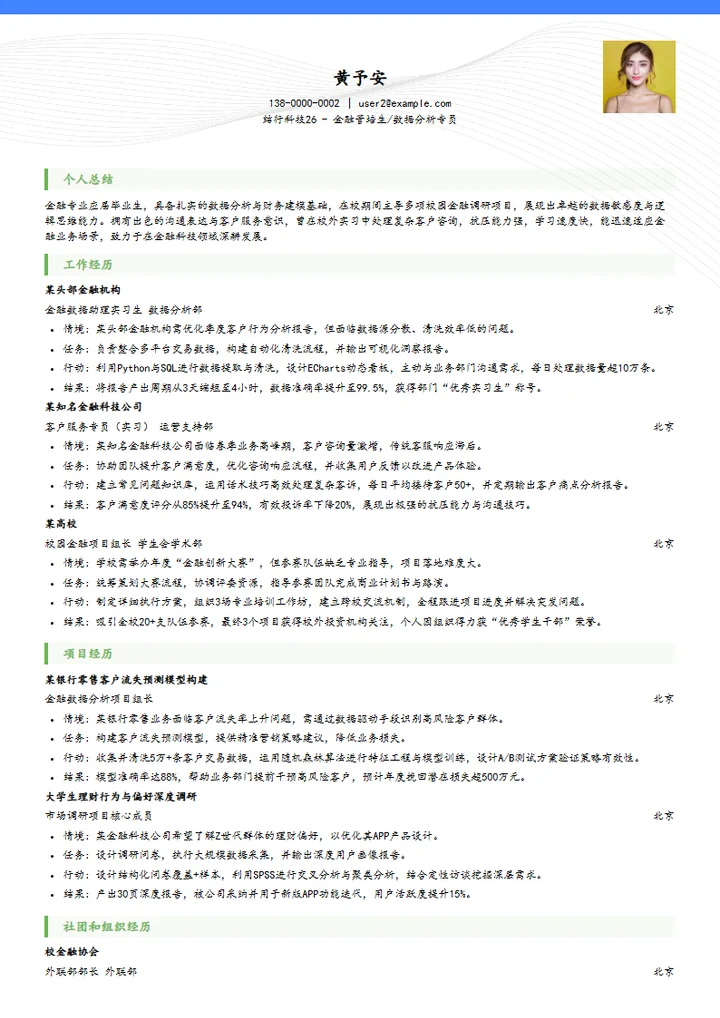 黄予安
138-0000-0002 | user2@example.com
结行科技26 - 金融管培生/数据分析专员
个人总结
金融专业应届毕业生，具备扎实的数据分析与财务建模基础，在校期间主导多项校园金融调研项目，展现出卓越的数据敏感度与逻
辑思维能力。拥有出色的沟通表达与客户服务意识，曾在校外实习中处理复杂客户咨询，抗压能力强，学习速度快，能迅速适应金
融业务场景，致力于在金融科技领域深耕发展。
工作经历
某头部金融机构
金融数据助理实习生 数据分析部 北京
• 情境：某头部金融机构需优化季度客户行为分析报告，但面临数据源分散、清洗效率低的问题。
• 任务：负责整合多平台交易数据，构建自动化清洗流程，并输出可视化洞察报告。
• 行动：利用Python与SQL进行数据提取与清洗，设计ECharts动态看板，主动与业务部门沟通需求，每日处理数据量超10万条。
• 结果：将报告产出周期从3天缩短至4小时，数据准确率提升至99.5%，获得部门“优秀实习生”称号。
某知名金融科技公司
客户服务专员（实习） 运营支持部 北京
• 情境：某知名金融科技公司面临春季业务高峰期，客户咨询量激增，传统客服响应滞后。
• 任务：协助团队提升客户满意度，优化咨询响应流程，并收集用户反馈以改进产品体验。
• 行动：建立常见问题知识库，运用话术技巧高效处理复杂客诉，每日平均接待客户50+，并定期输出客户痛点分析报告。
• 结果：客户满意度评分从85%提升至94%，有效投诉率下降20%，展现出极强的抗压能力与沟通技巧。
某高校
校园金融项目组长 学生会学术部 北京
• 情境：学校需举办年度“金融创新大赛”，但参赛队伍缺乏专业指导，项目落地难度大。
• 任务：统筹策划大赛流程，协调评委资源，指导参赛团队完成商业计划书与路演。
• 行动：制定详细执行方案，组织3场专业培训工作坊，建立跨校交流机制，全程跟进项目进度并解决突发问题。
• 结果：吸引全校20+支队伍参赛，最终3个项目获得校外投资机构关注，个人因组织得力获“优秀学生干部”荣誉。
项目经历
某银行零售客户流失预测模型构建
金融数据分析项目组长 北京
• 情境：某银行零售业务面临客户流失率上升问题，需通过数据驱动手段识别高风险客户群体。
• 任务：构建客户流失预测模型，提供精准营销策略建议，降低业务损失。
• 行动：收集并清洗5万+条客户交易数据，运用随机森林算法进行特征工程与模型训练，设计A/B测试方案验证策略有效性。
• 结果：模型准确率达88%，帮助业务部门提前干预高风险客户，预计年度挽回潜在损失超500万元。
大学生理财行为与偏好深度调研
市场调研项目核心成员 北京
• 情境：某金融科技公司希望了解Z世代群体的理财偏好，以优化其APP产品设计。
• 任务：设计调研问卷，执行大规模数据采集，并输出深度用户画像报告。
• 行动：设计结构化问卷覆盖+样本，利用SPSS进行交叉分析与聚类分析，结合定性访谈挖掘深层需求。
• 结果：产出30页深度报告，被公司采纳并用于新版APP功能迭代，用户活跃度提升15%。
社团和组织经历
校金融协会
外联部部长 外联部 北京